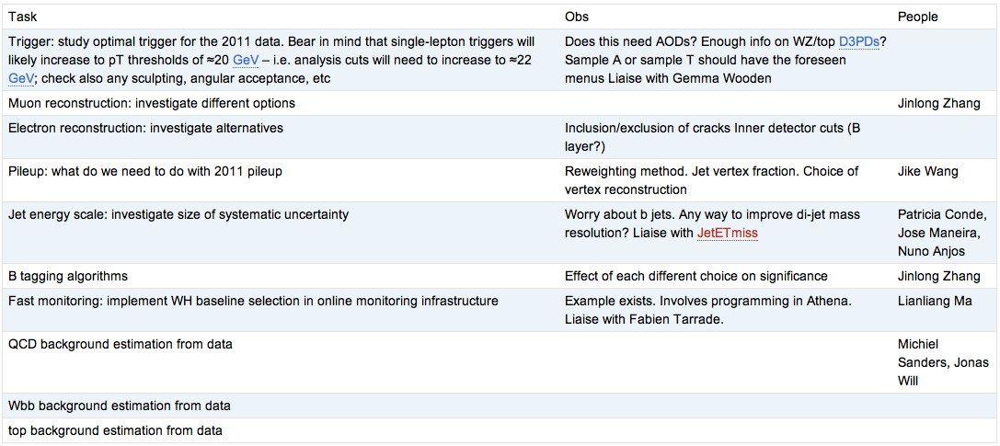 Task Obs People
Trigger: study optimal trigger for the 2011 data. Bear in mind that single-lepton triggers will
likely increase to pT thresholds of ≈20 GeV – i.e. analysis cuts will need to increase to ≈22
GeV; check also any sculpting, angular acceptance, etc
Does this need AODs? Enough info on WZ/top D3PDs?
Sample A or sample T should have the foreseen
menus Liaise with Gemma Wooden
Muon reconstruction: investigate different options
Jinlong Zhang
Electron reconstruction: investigate alternatives
Inclusion/exclusion of cracks Inner detector cuts (B
layer?)
Pileup: what do we need to do with 2011 pileup
Reweighting method. Jet vertex fraction. Choice of
vertex reconstruction
Jike Wang
Jet energy scale: investigate size of systematic uncertainty
Worry about b jets. Any way to improve di-jet mass
resolution? Liaise with JetETmiss
Patricia Conde,
Jose Maneira,
Nuno Anjos
B tagging algorithms
Effect of each different choice on significance
Jinlong Zhang
Fast monitoring: implement WH baseline selection in online monitoring infrastructure
Example exists. Involves programming in Athena.
Liaise with Fabien Tarrade.
Lianliang Ma
QCD background estimation from data
Michiel
Sanders, Jonas
Will
Wbb background estimation from data
top background estimation from data